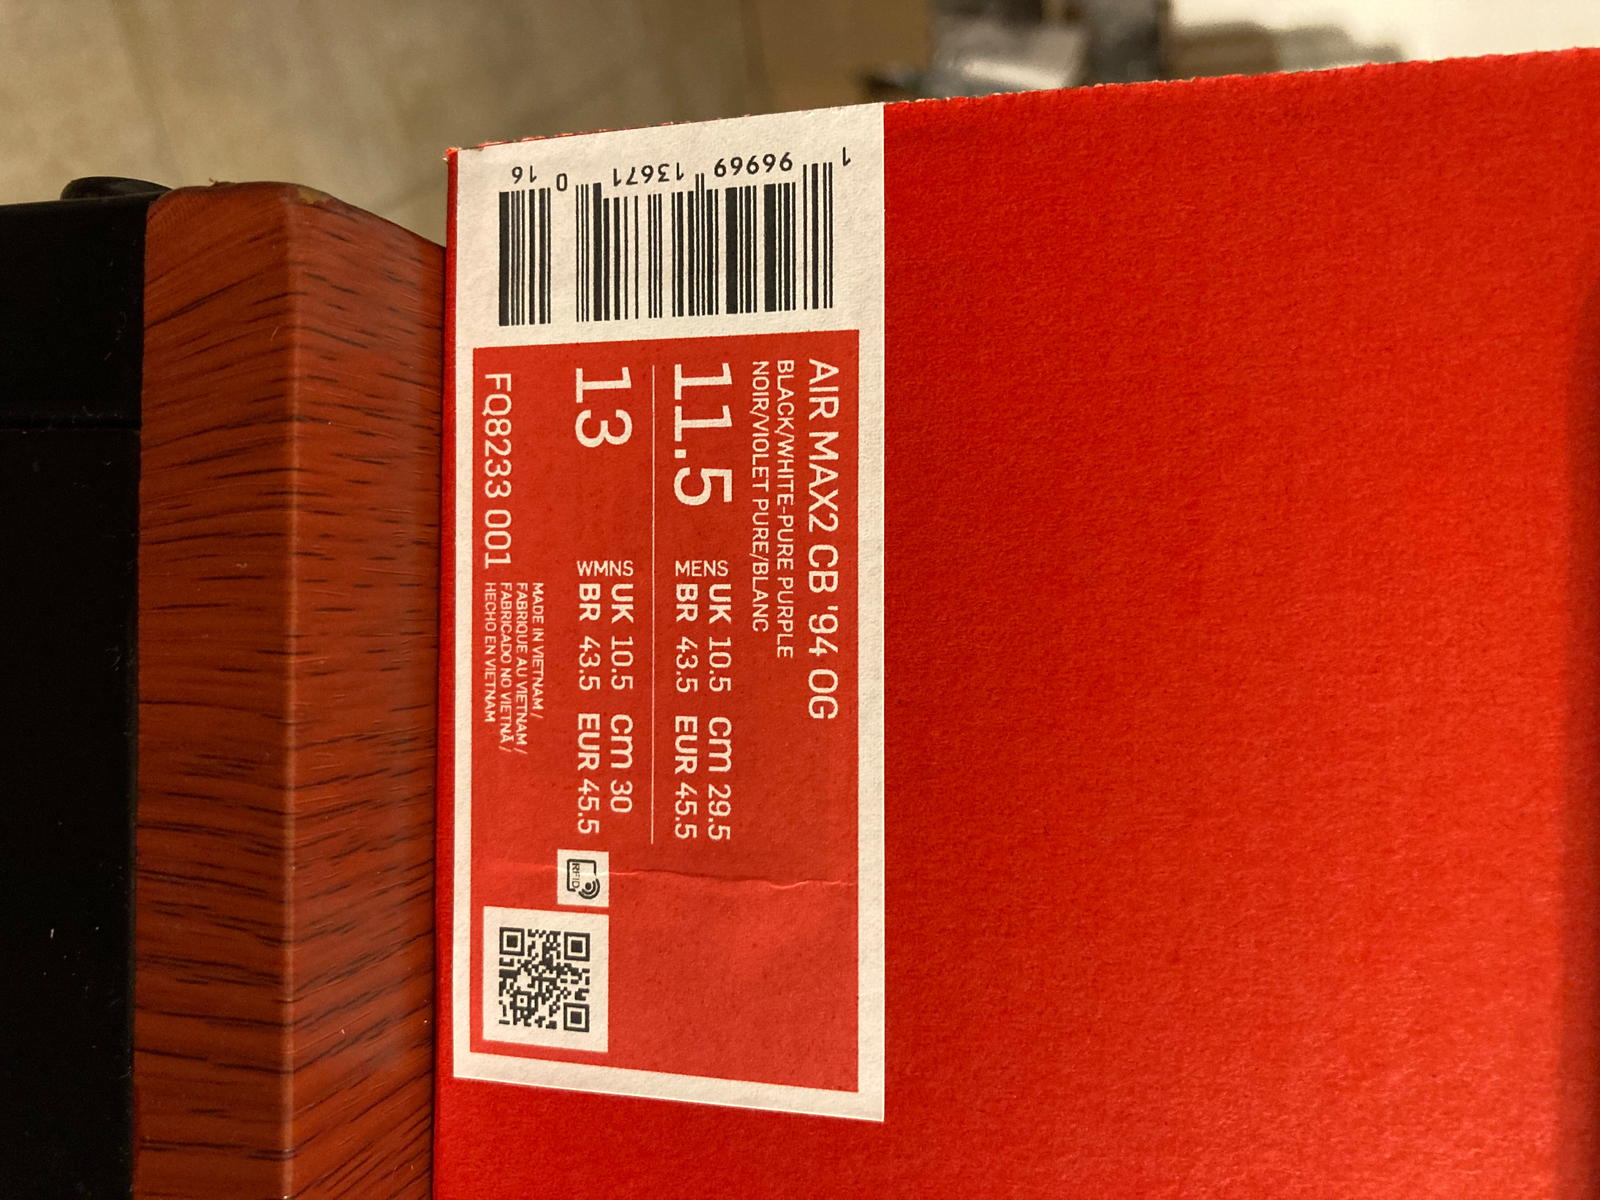 AIR MAX2 CB '94 OG
BLACK/WHITE-PURE PURPLE
NOIR/VIOLET PURE/BLANC
11.5
MENS
UK 10.5 cm 29.5
BR 43.5 EUR 45.5
13
WMNS
UK 10.5 cm 30
BR 43.5 EUR 45.5
FQ8233 001
MADE IN VIETNAM /
FABRIQUE AU VIETNAM /
FABRICADO NO VIETNÃ /
HECHO EN VIETNAM
RFID
1 96969 13671 0 16